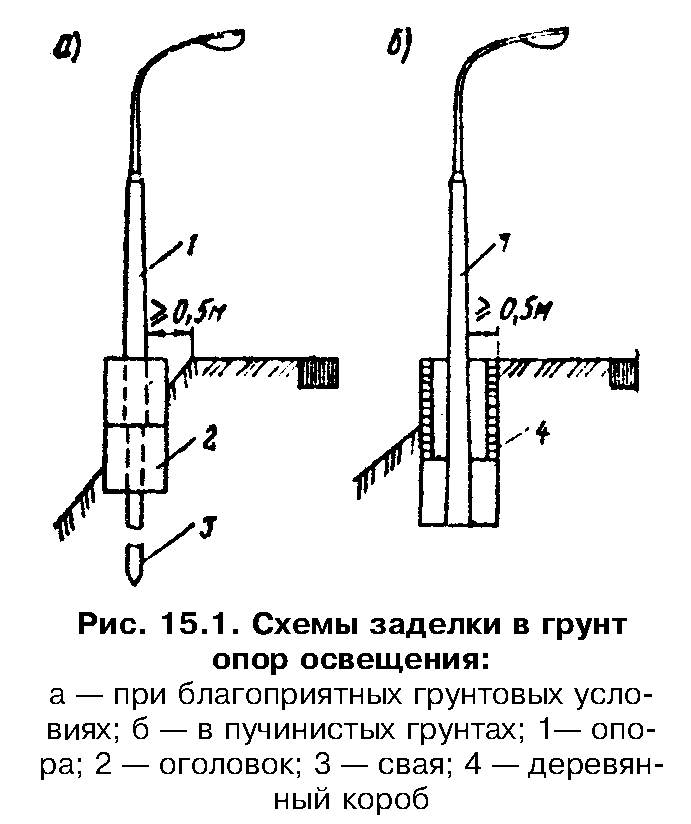 а) б)
1 1
≥ 0,5м ≥ 0,5м
2 4
3
Рис. 15.1. Схемы заделки в грунт
опор освещения:
а — при благоприятных грунтовых усло-
виях; б — в пучинистых грунтах; 1— опо-
ра; 2 — оголовок; 3 — свая; 4 — деревян-
ный короб